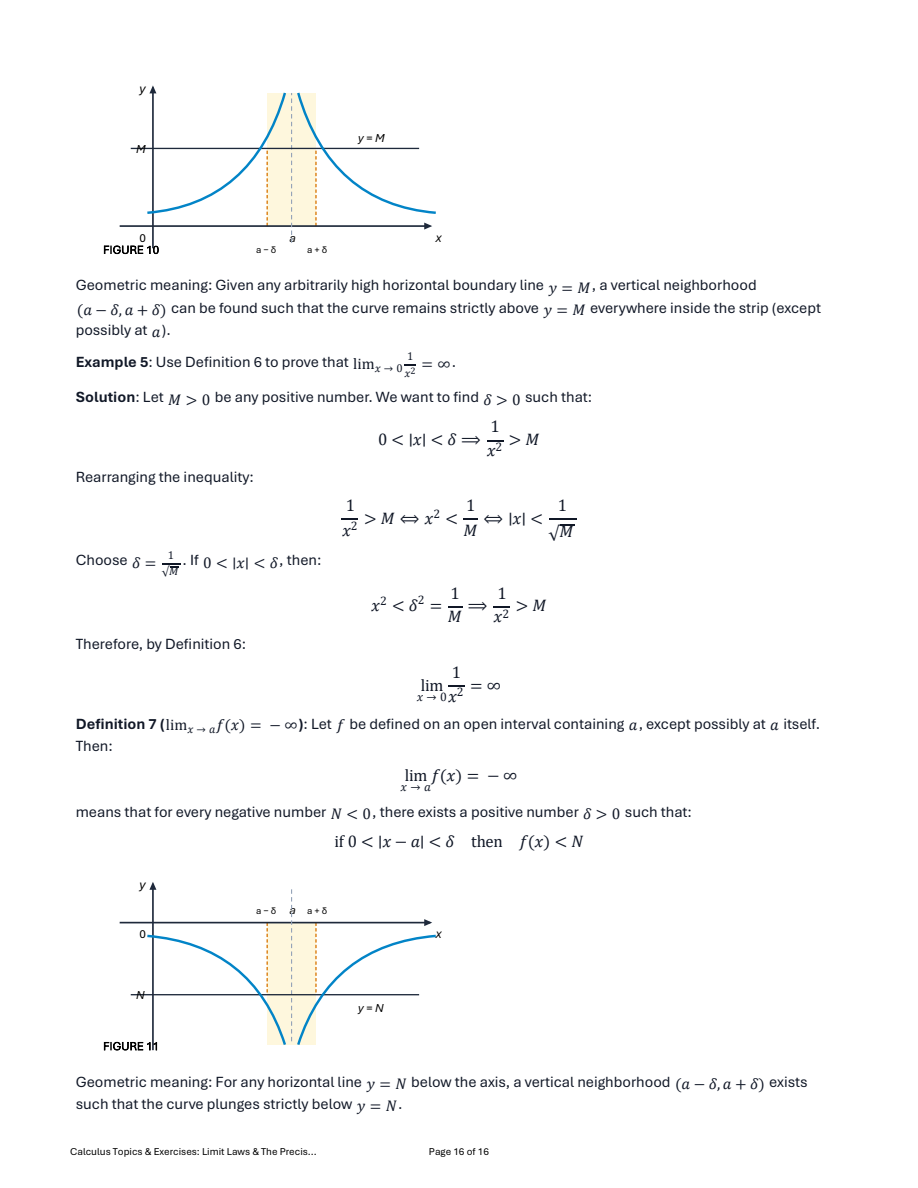 y
y = M
M
0
a
x
a − δ
a + δ
FIGURE 10
Geometric meaning: Given any arbitrarily high horizontal boundary line y = M, a vertical neighborhood
(a − δ, a + δ) can be found such that the curve remains strictly above y = M everywhere inside the strip (except
possibly at a).
Example 5: Use Definition 6 to prove that lim x → 0 1/x² = ∞.
Solution: Let M > 0 be any positive number. We want to find δ > 0 such that:
0 < |x| < δ ⟹ 1/x² > M
Rearranging the inequality:
1/x² > M ⟺ x² < 1/M ⟺ |x| < 1/√M
Choose δ = 1/√M. If 0 < |x| < δ, then:
x² < δ² = 1/M ⟹ 1/x² > M
Therefore, by Definition 6:
lim x → 0 1/x² = ∞
Definition 7 (lim x → a f(x) = − ∞): Let f be defined on an open interval containing a, except possibly at a itself.
Then:
lim x → a f(x) = − ∞
means that for every negative number N < 0, there exists a positive number δ > 0 such that:
if 0 < |x − a| < δ then f(x) < N
y
a − δ a a + δ
0
x
N
y = N
FIGURE 11
Geometric meaning: For any horizontal line y = N below the axis, a vertical neighborhood (a − δ, a + δ) exists
such that the curve plunges strictly below y = N.
Calculus Topics & Exercises: Limit Laws & The Precis... Page 16 of 16